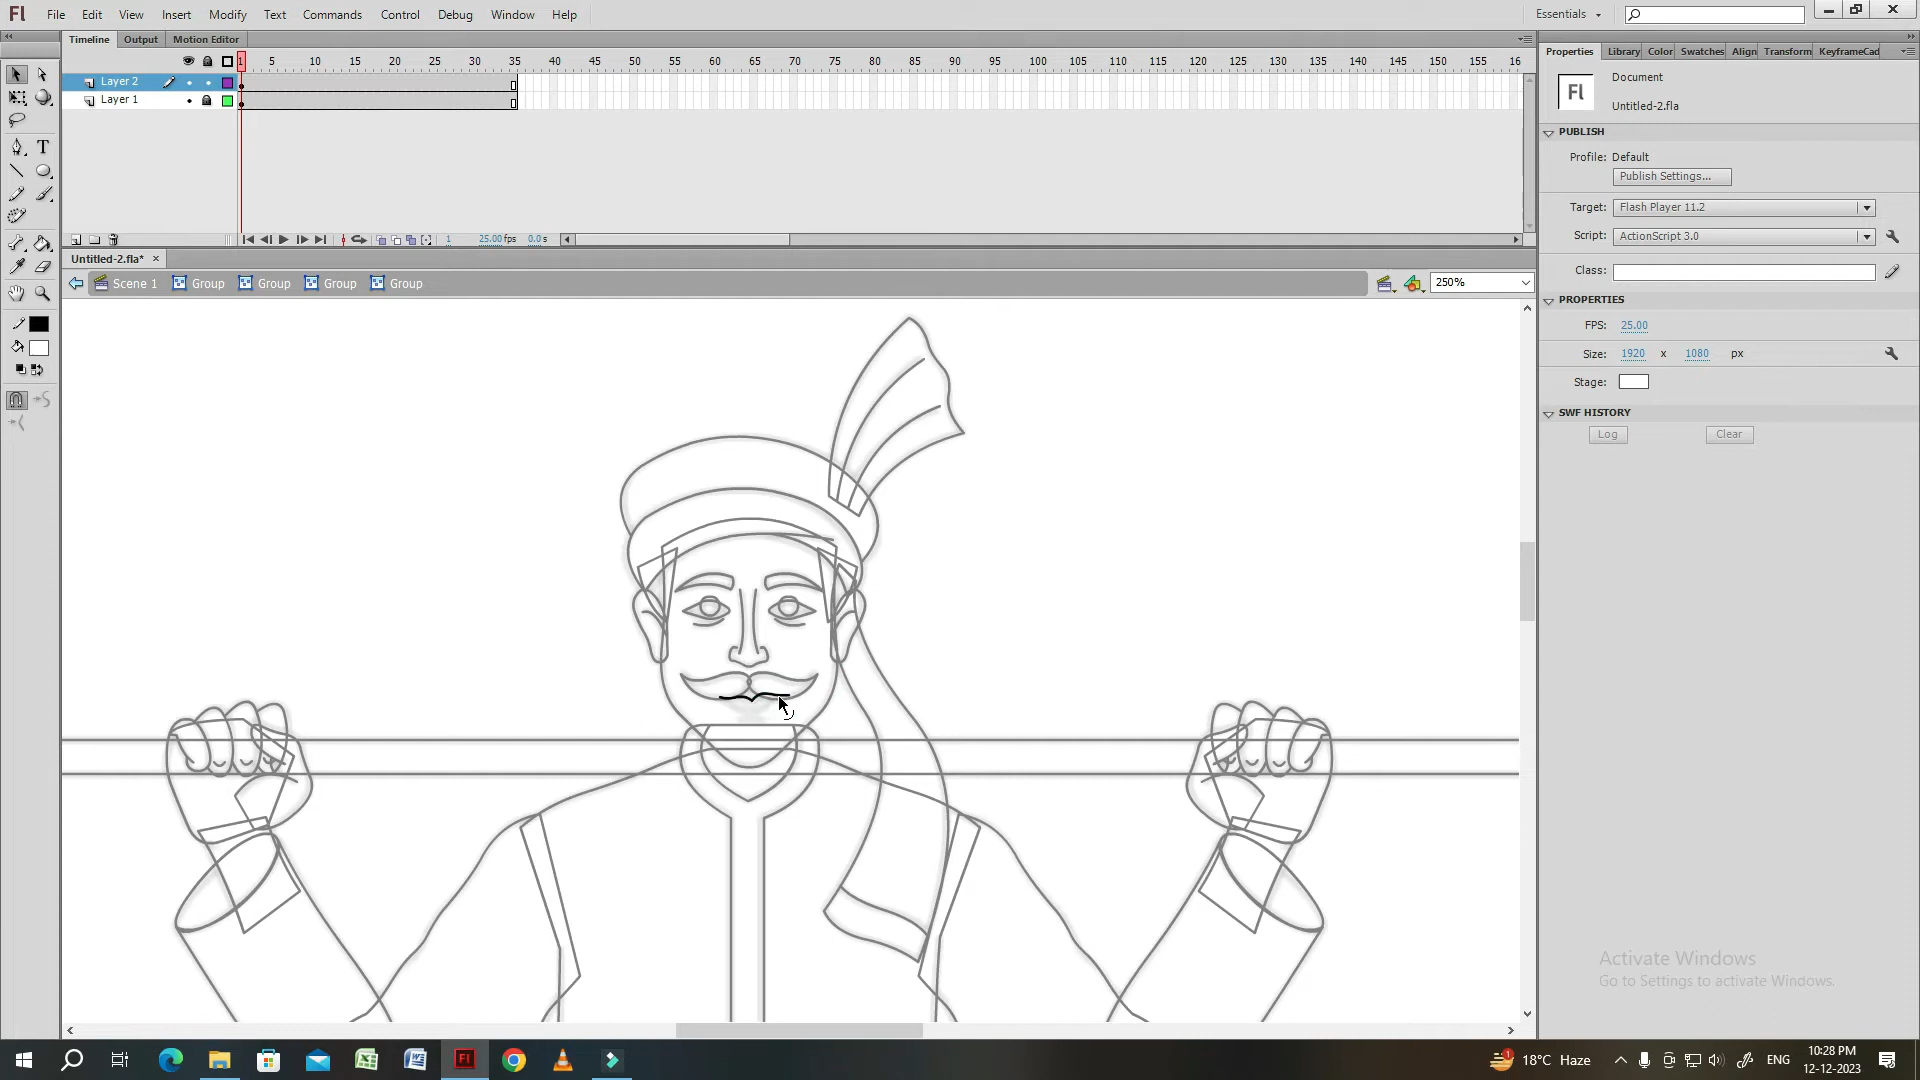 Fl File Edit View Insert Modify Text Commands Control Debug Window Help Essentials
Timeline Output Motion Editor
1 5 10 15 20 25 30 35 40 45 50 55 60 65 70 75 80 85 90 95 100 105 110 115 120 125 130 135 140 145 150 155 16
Layer 2
Layer 1
1 25.00 fps 0.0 s
Untitled-2.fla* ×
Scene 1 Group Group Group Group 250%
Properties Library Color Swatches Align Transform KeyframeCad
Fl
Document
Untitled-2.fla
PUBLISH
Profile: Default
Publish Settings...
Target: Flash Player 11.2
Script: ActionScript 3.0
Class:
PROPERTIES
FPS: 25.00
Size: 1920 x 1080 px
Stage:
SWF HISTORY
Log Clear
Activate Windows
Go to Settings to activate Windows.
Fl
1 18°C Haze ENG 10:28 PM
12-12-2023